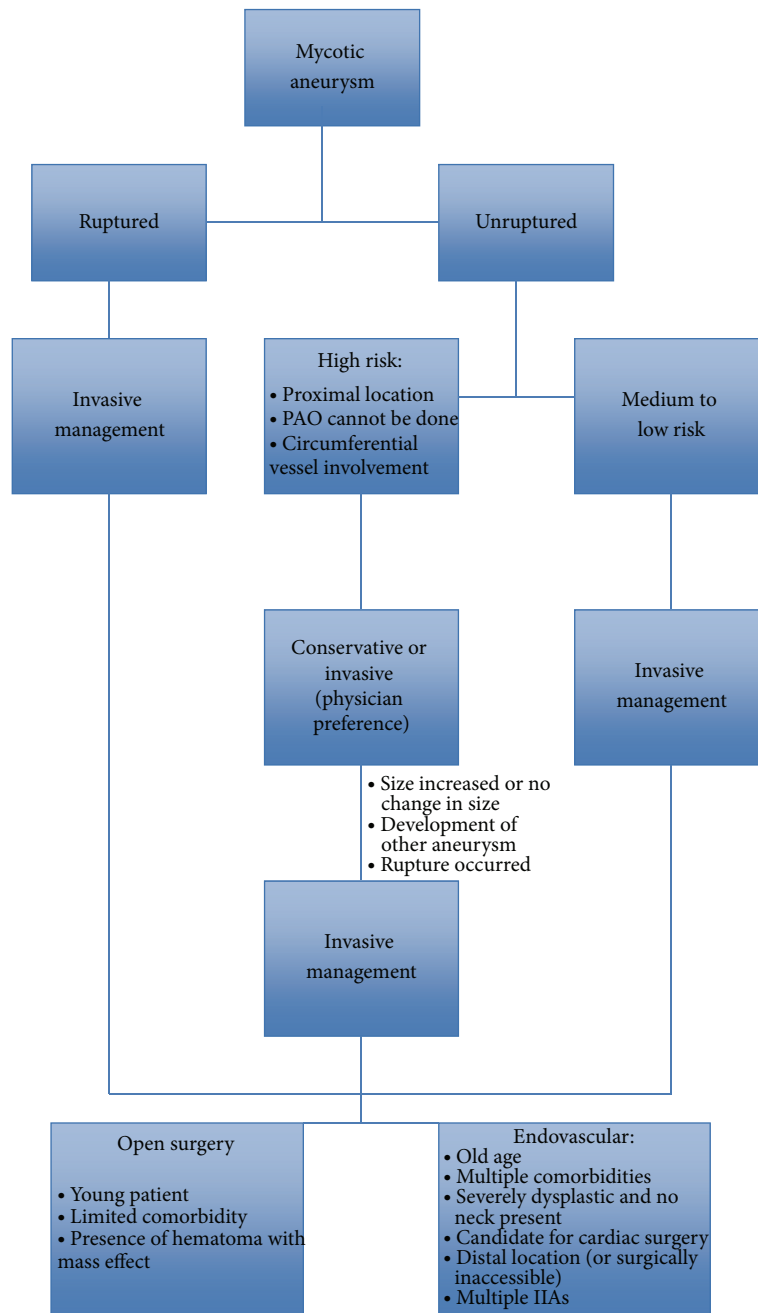 Mycotic
aneurysm
Ruptured
Unruptured
Invasive
management
High risk:
• Proximal location
• PAO cannot be done
• Circumferential
vessel involvement
Medium to
low risk
Conservative or
invasive
(physician
preference)
Invasive
management
• Size increased or no
change in size
• Development of
other aneurysm
• Rupture occurred
Invasive
management
Open surgery
• Young patient
• Limited comorbidity
• Presence of hematoma with
mass effect
Endovascular:
• Old age
• Multiple comorbidities
• Severely dysplastic and no
neck present
• Candidate for cardiac surgery
• Distal location (or surgically
inaccessible)
• Multiple IIAs